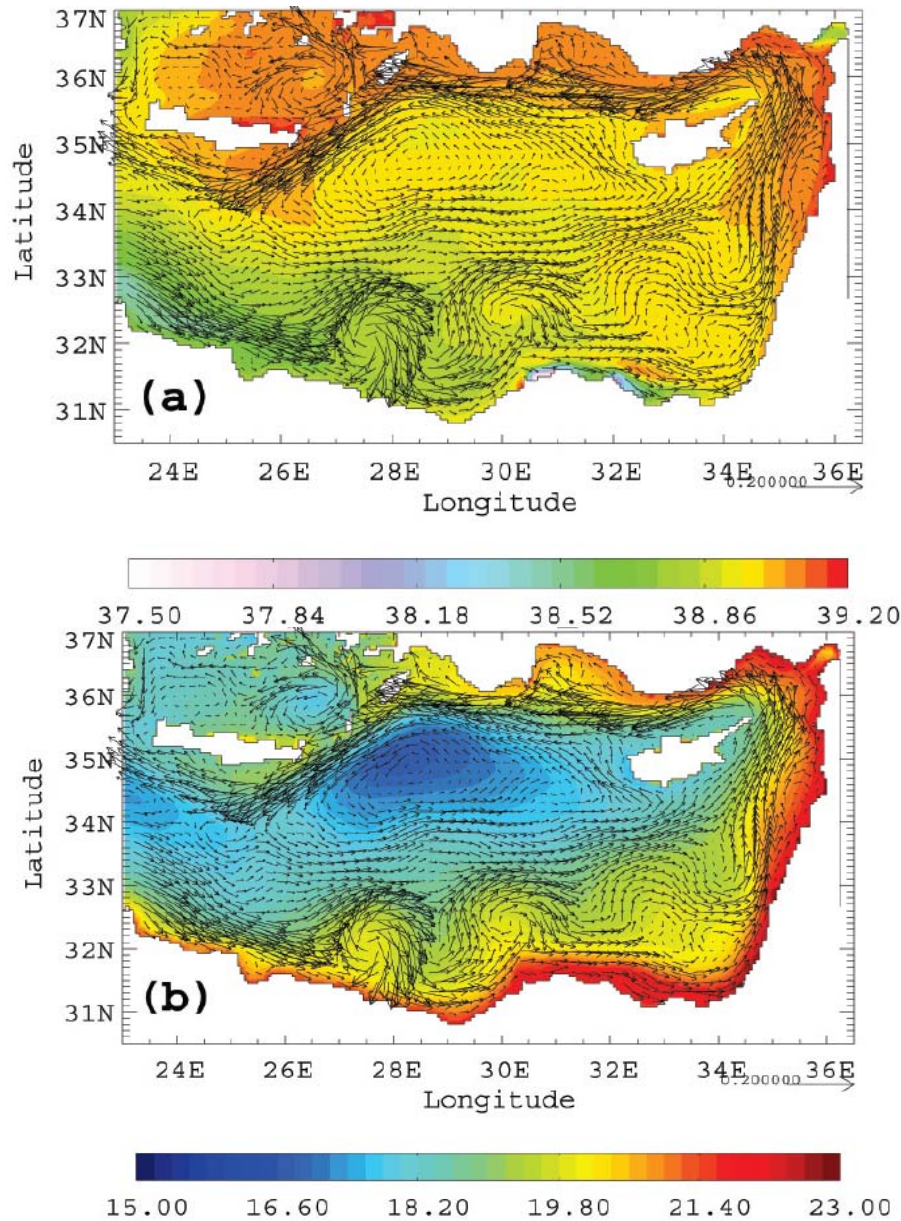 37N
36N
35N
34N
33N
32N
31N
Latitude
(a)
24E 26E 28E 30E 32E 34E 36E
0.200000
Longitude
37.50 37.84 38.18 38.52 38.86 39.20
37N
36N
35N
34N
33N
32N
31N
Latitude
(b)
24E 26E 28E 30E 32E 34E 36E
0.200000
Longitude
15.00 16.60 18.20 19.80 21.40 23.00